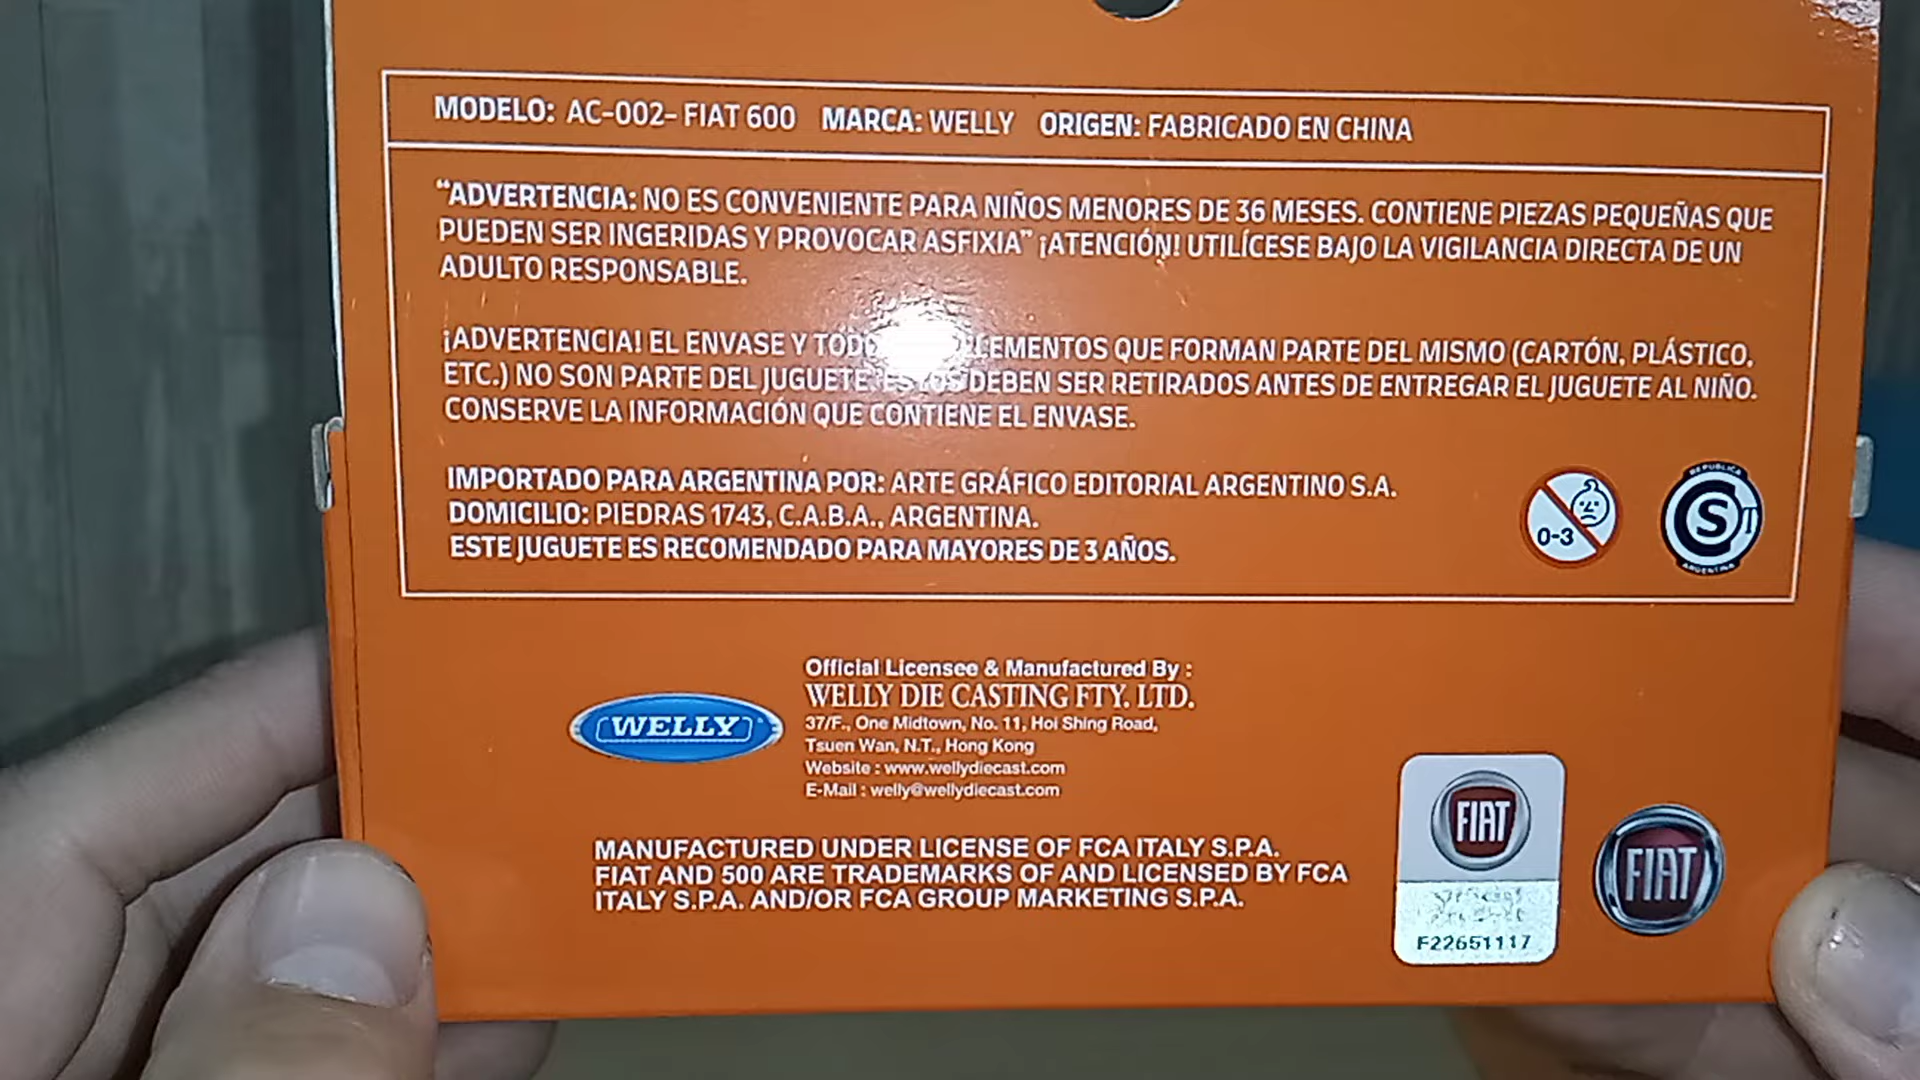 MODELO: AC-002- FIAT 600 MARCA: WELLY ORIGEN: FABRICADO EN CHINA
“ADVERTENCIA: NO ES CONVENIENTE PARA NIÑOS MENORES DE 36 MESES. CONTIENE PIEZAS PEQUEÑAS QUE
PUEDEN SER INGERIDAS Y PROVOCAR ASFIXIA” ¡ATENCIÓN! UTILÍCESE BAJO LA VIGILANCIA DIRECTA DE UN
ADULTO RESPONSABLE.
¡ADVERTENCIA! EL ENVASE Y QUE FORMAN PARTE DEL MISMO (CARTÓN, PLÁSTICO,
ETC.) NO SON PARTE DEL JUGUETE. ESTOS DEBEN SER RETIRADOS ANTES DE ENTREGAR EL JUGUETE AL NIÑO.
CONSERVE LA INFORMACIÓN QUE CONTIENE EL ENVASE.
IMPORTADO PARA ARGENTINA POR: ARTE GRÁFICO EDITORIAL ARGENTINO S.A.
DOMICILIO: PIEDRAS 1743, C.A.B.A., ARGENTINA.
ESTE JUGUETE ES RECOMENDADO PARA MAYORES DE 3 AÑOS.
0-3
REPUBLICA
S
ARGENTINA
Official Licensee & Manufactured By :
WELLY DIE CASTING FTY. LTD.
37/F., One Midtown, No. 11, Hoi Shing Road,
Tsuen Wan, N.T., Hong Kong
Website : www.wellydiecast.com
E-Mail : welly@wellydiecast.com
WELLY
MANUFACTURED UNDER LICENSE OF FCA ITALY S.P.A.
FIAT AND 500 ARE TRADEMARKS OF AND LICENSED BY FCA
ITALY S.P.A. AND/OR FCA GROUP MARKETING S.P.A.
FIAT
F22651117
FIAT